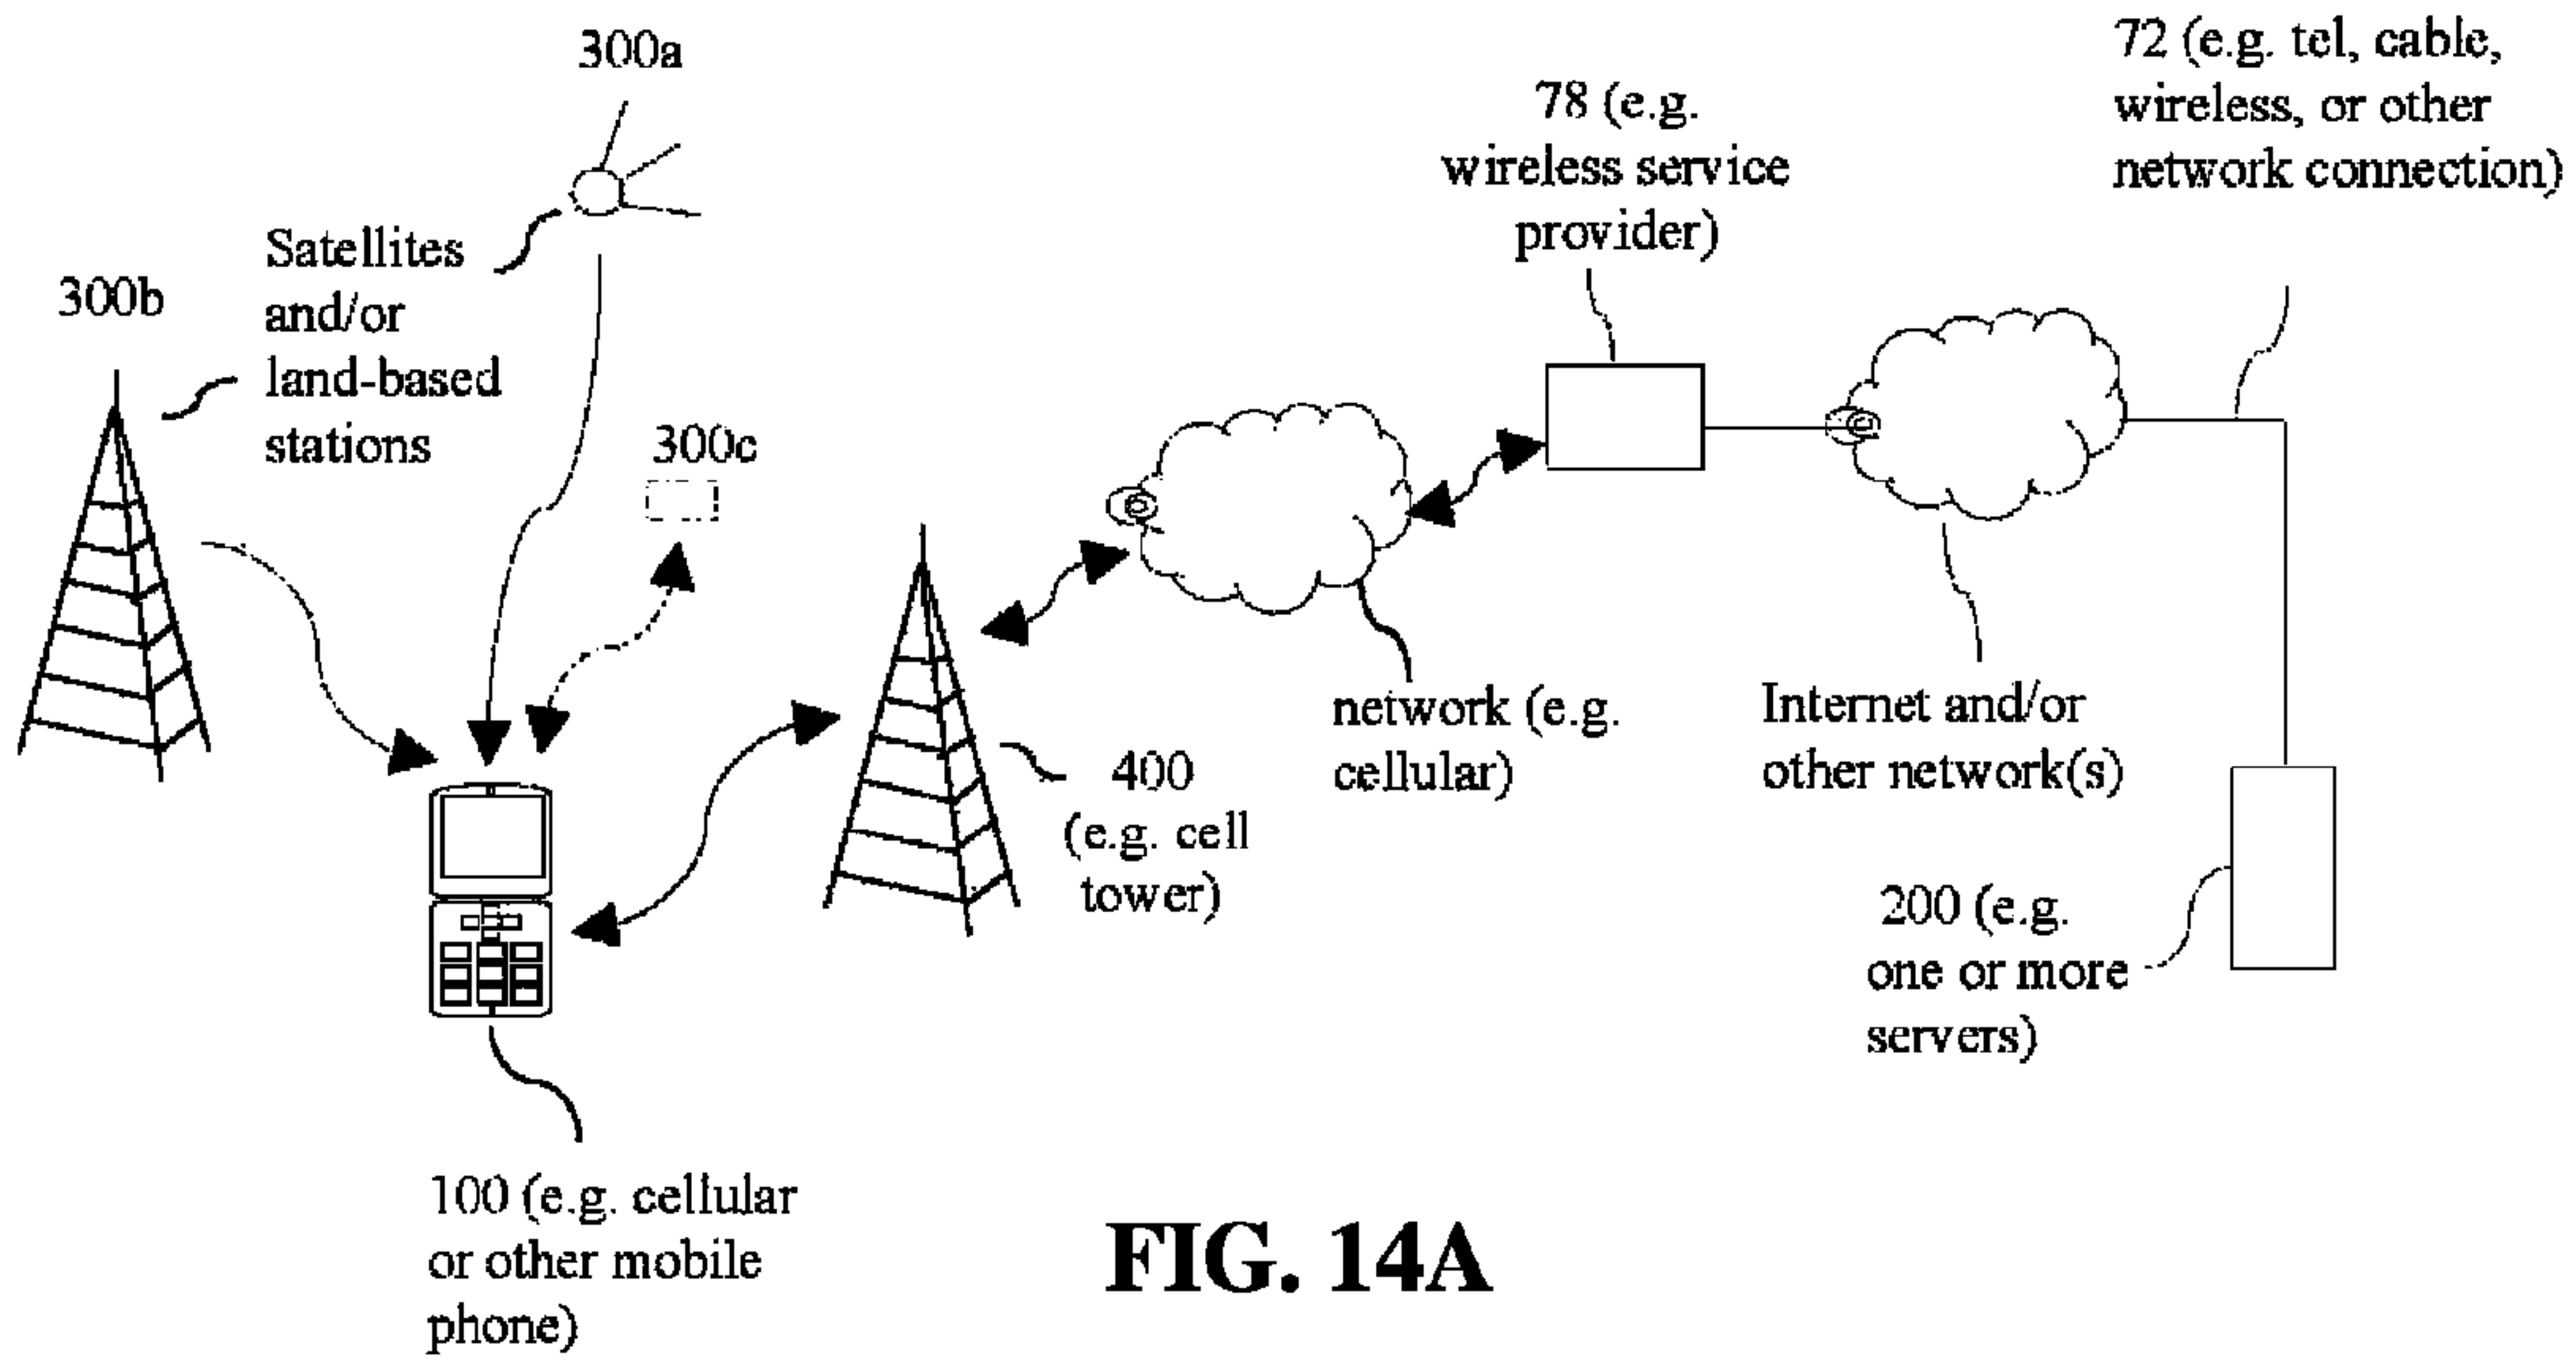 300a
72 (e.g. tel, cable,
wireless, or other
network connection)
78 (e.g.
wireless service
provider)
300b
Satellites
and/or
land-based
stations
300c
network (e.g.
cellular)
Internet and/or
other network(s)
400
(e.g. cell
tower)
200 (e.g.
one or more
servers)
100 (e.g. cellular
or other mobile
phone)
FIG. 14A